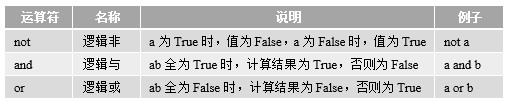 运算符 名称 说明 例子
not 逻辑非 a 为 True 时，值为 False，a 为 False 时，值为 True not a
and 逻辑与 ab 全为 True 时，计算结果为 True，否则为 False a and b
or 逻辑或 ab 全为 False 时，计算结果为 False，否则为 True a or b